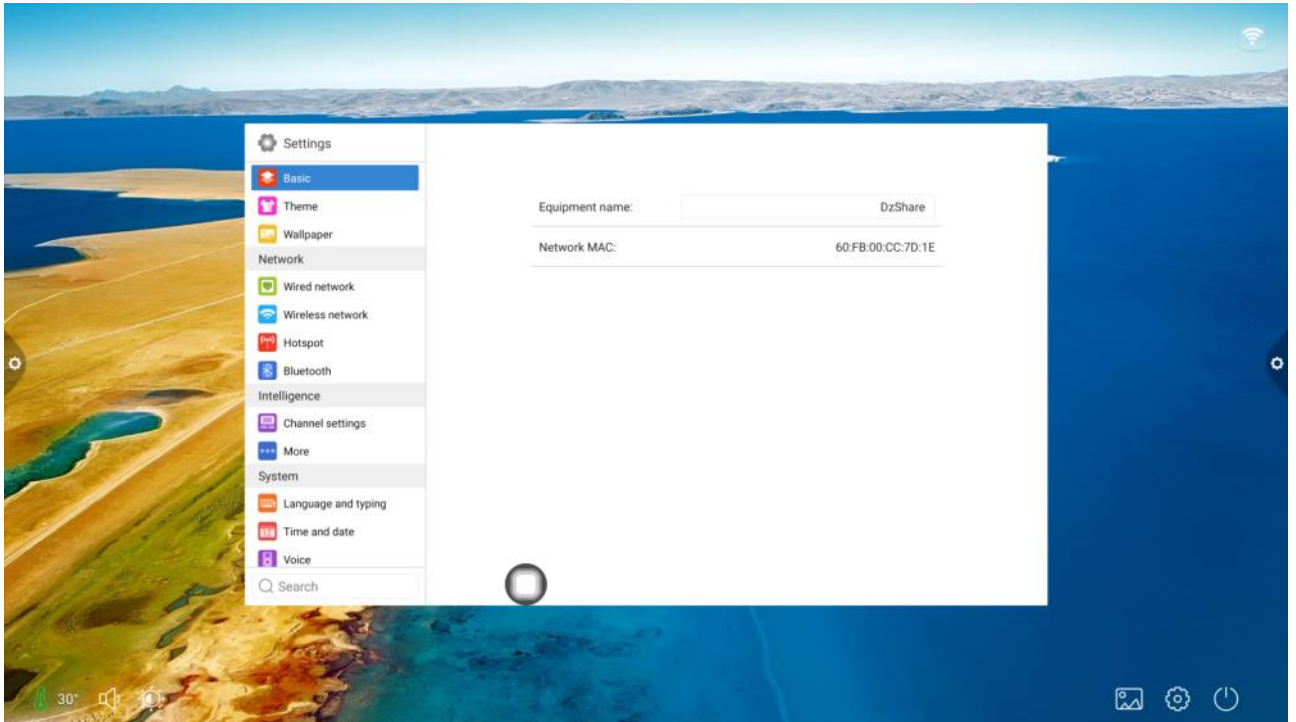 Settings
Basic
Theme
Wallpaper
Network
Wired network
Wireless network
Hotspot
Bluetooth
Intelligence
Channel settings
More
System
Language and typing
12
Time and date
Voice
Search
Equipment name: DzShare
Network MAC: 60:FB:00:CC:7D:1E
30°